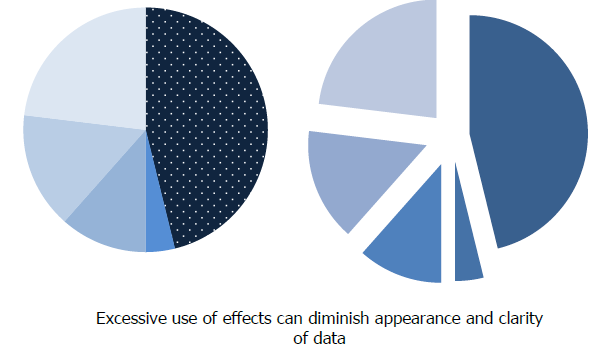 Excessive use of effects can diminish appearance and clarity
of data